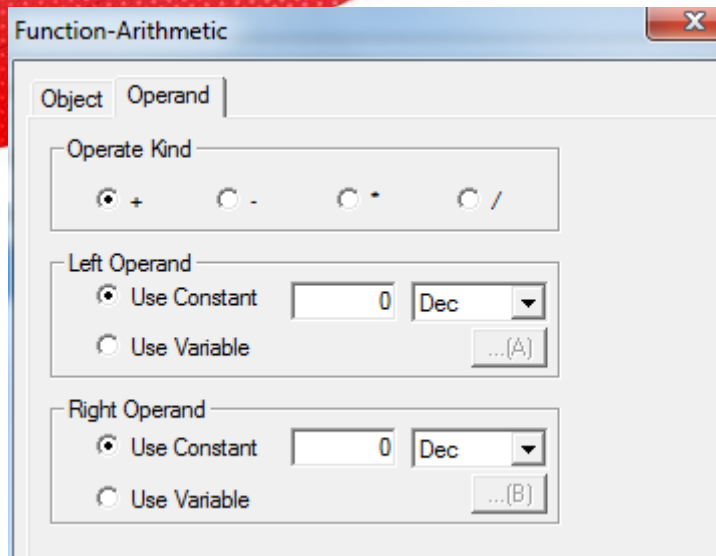 Function-Arithmetic
Object Operand
Operate Kind
+ - * /
Left Operand
Use Constant 0 Dec
Use Variable ...(A)
Right Operand
Use Constant 0 Dec
Use Variable ...(B)